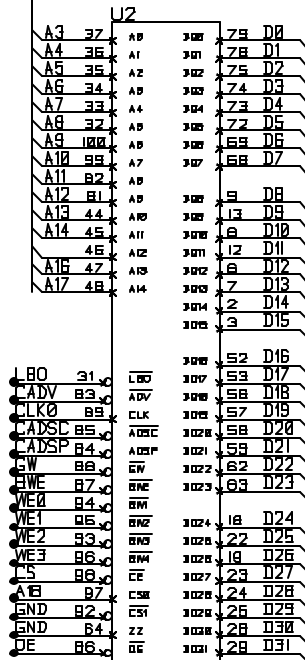 U2
A3 37 A0 DQ0 79 D0
A4 36 A1 DQ1 78 D1
A5 35 A2 DQ2 75 D2
A6 34 A3 DQ3 74 D3
A7 33 A4 DQ4 73 D4
A8 32 A5 DQ5 72 D5
A9 100 A6 DQ6 69 D6
A10 99 A7 DQ7 68 D7
A11 82 A8
A12 81 A9 DQ8 9 D8
A13 44 A10 DQ9 13 D9
A14 45 A11 DQ10 8 D10
46 A12 DQ11 12 D11
A16 47 A13 DQ12 6 D12
A17 48 A14 DQ13 7 D13
DQ14 2 D14
DQ15 3 D15
DQ16 52 D16
LBO 31 LBO DQ17 53 D17
CADV 83 ADV DQ18 56 D18
CLK0 89 CLK DQ19 57 D19
CADSC 85 ADSC DQ20 58 D20
CADSP 84 ADSP DQ21 59 D21
GW 88 GW DQ22 62 D22
BWE 87 BWE DQ23 63 D23
WE0 94 BW1
WE1 95 BW2 DQ24 18 D24
WE2 93 BW3 DQ25 22 D25
WE3 96 BW4 DQ26 19 D26
CS 98 CE DQ27 23 D27
A18 97 CS0 DQ28 24 D28
GND 92 CS1 DQ29 25 D29
GND 64 ZZ DQ30 28 D30
OE 86 OE DQ31 29 D31